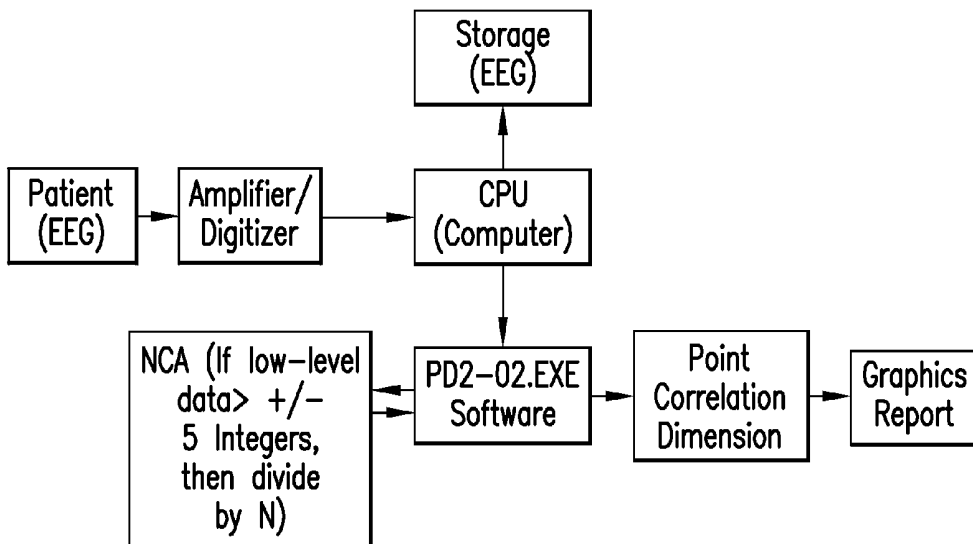 Storage
(EEG)
Patient
(EEG)
Amplifier/
Digitizer
CPU
(Computer)
NCA (If low-level
data> +/-
5 Integers,
then divide
by N)
PD2-02.EXE
Software
Point
Correlation
Dimension
Graphics
Report